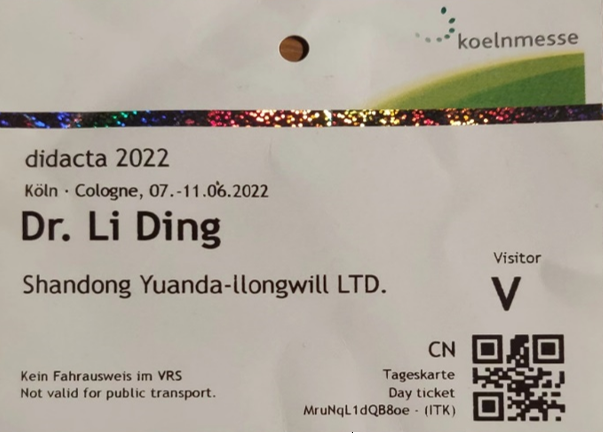 koelnmesse
didacta 2022
Köln · Cologne, 07.-11.06.2022
Dr. Li Ding
Shandong Yuanda-llongwill LTD.
Visitor
V
CN
Tageskarte
Day ticket
MruNqL1dQB8oe - (ITK)
Kein Fahrausweis im VRS
Not valid for public transport.